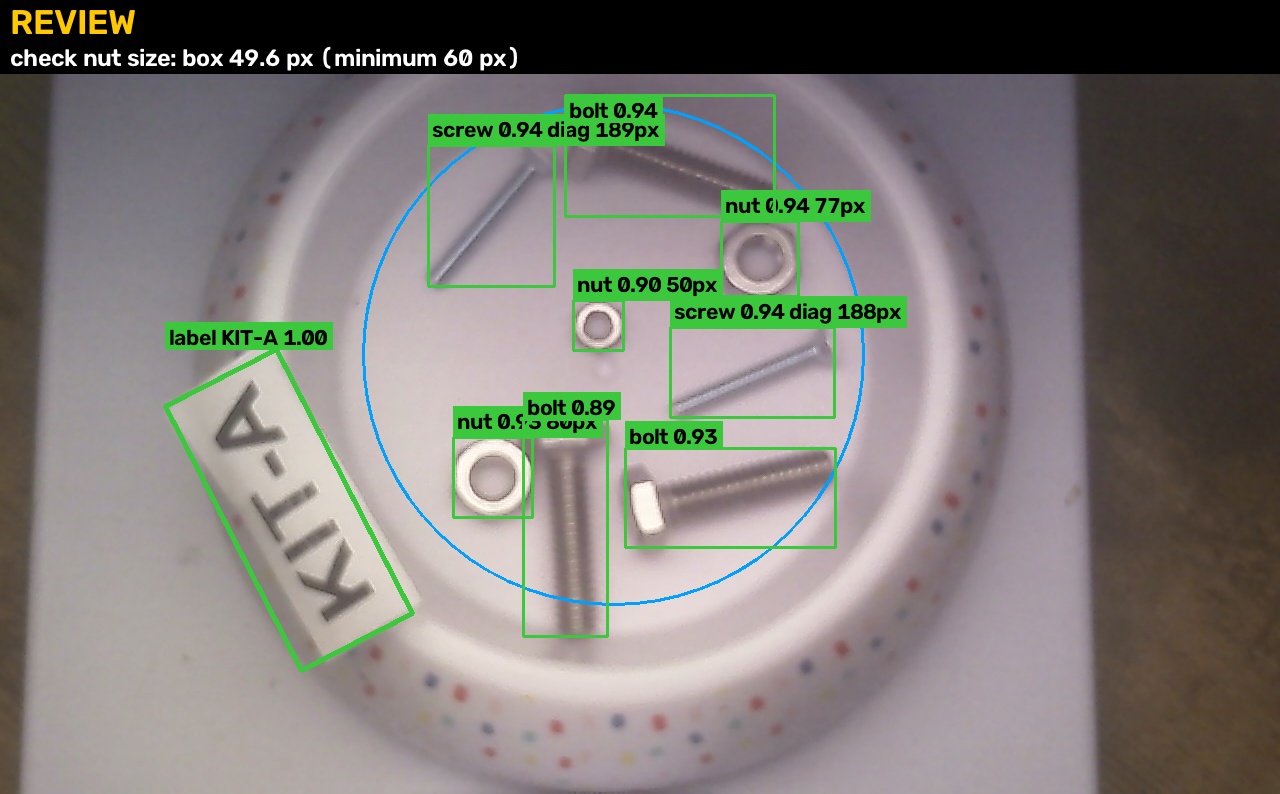 REVIEW
check nut size: box 49.6 px (minimum 60 px)
bolt 0.94
screw 0.94 diag 189px
nut 0.94 77px
nut 0.90 50px
screw 0.94 diag 188px
label KIT-A 1.00
bolt 0.89
nut 80px
bolt 0.93
KIT-A